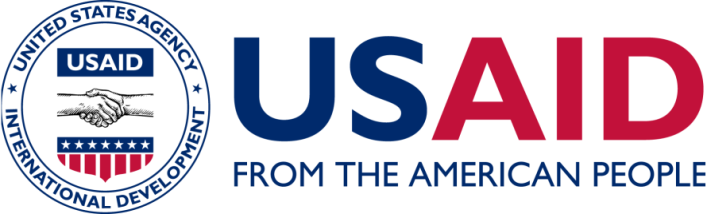 UNITED STATES AGENCY
USAID
INTERNATIONAL DEVELOPMENT
USAID
FROM THE AMERICAN PEOPLE